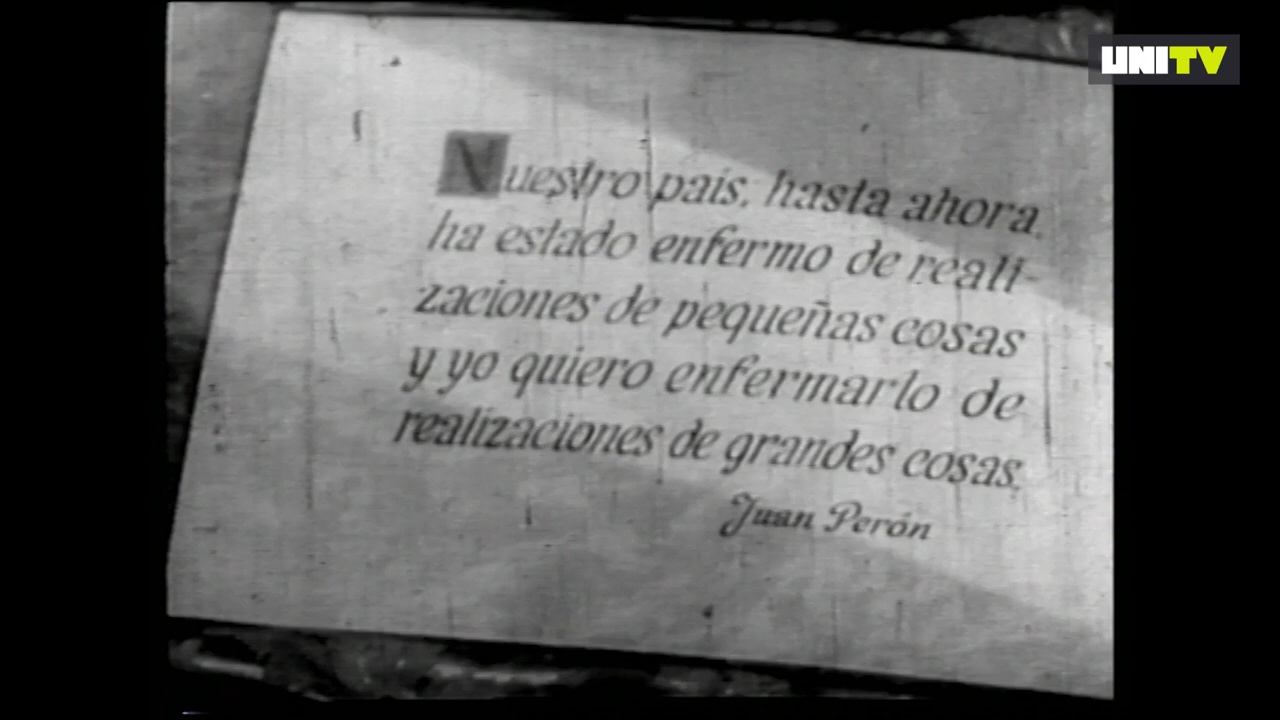 UNITV
Nuestro país, hasta ahora,
ha estado enfermo de reali-
zaciones de pequeñas cosas
y yo quiero enfermarlo de
realizaciones de grandes cosas.
Juan Perón